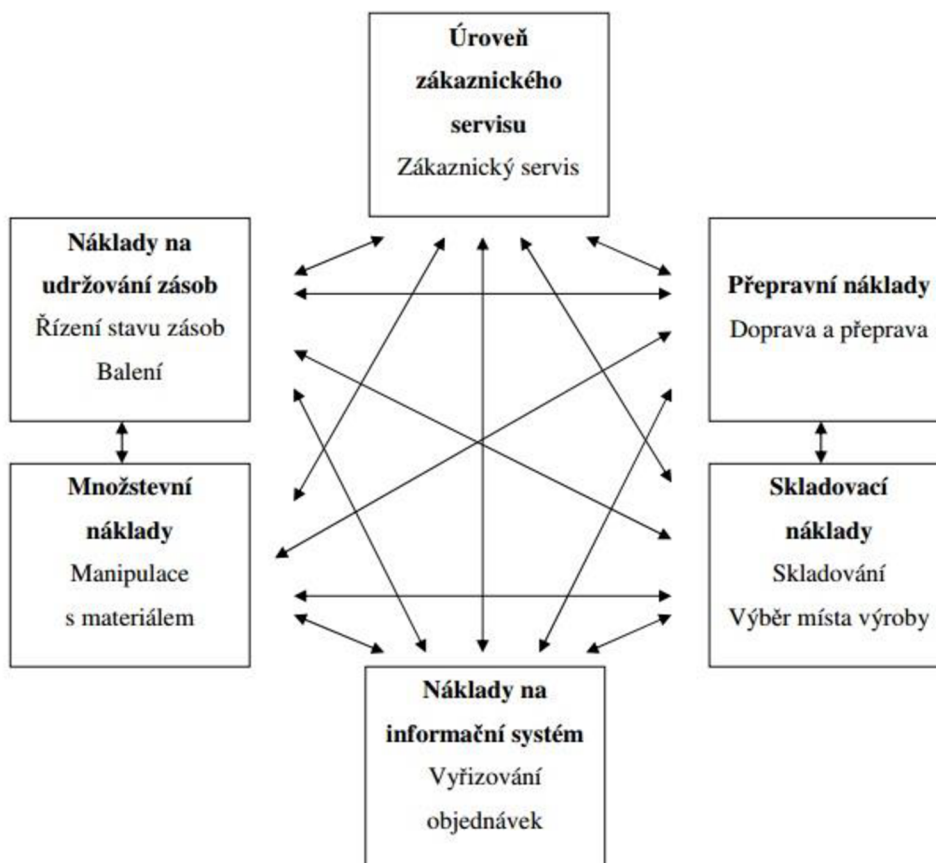 Úroveň
zákaznického
servisu
Zákaznický servis
Náklady na
udržování zásob
Řízení stavu zásob
Balení
Přepravní náklady
Doprava a přeprava
Množstevní
náklady
Manipulace
s materiálem
Skladovací
náklady
Skladování
Výběr místa výroby
Náklady na
informační systém
Vyřizování
objednávek